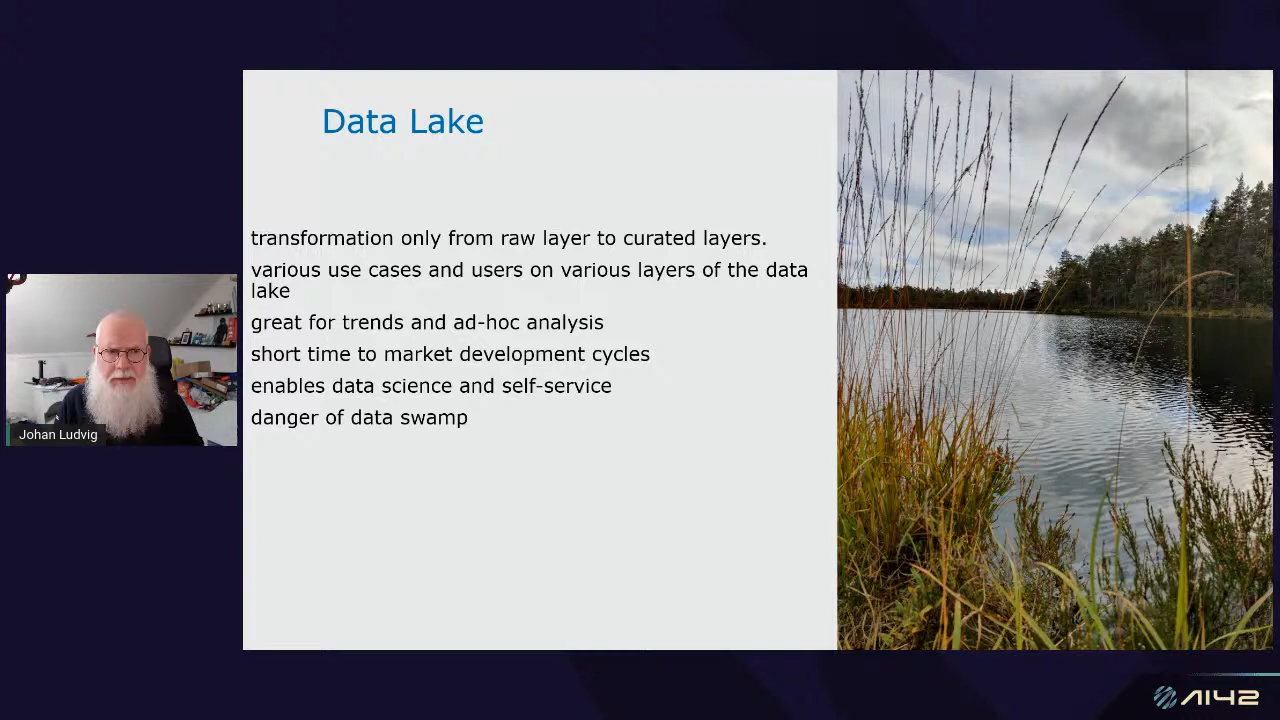 Data Lake
transformation only from raw layer to curated layers.
various use cases and users on various layers of the data
lake
great for trends and ad-hoc analysis
short time to market development cycles
enables data science and self-service
danger of data swamp
Johan Ludvig
AI42